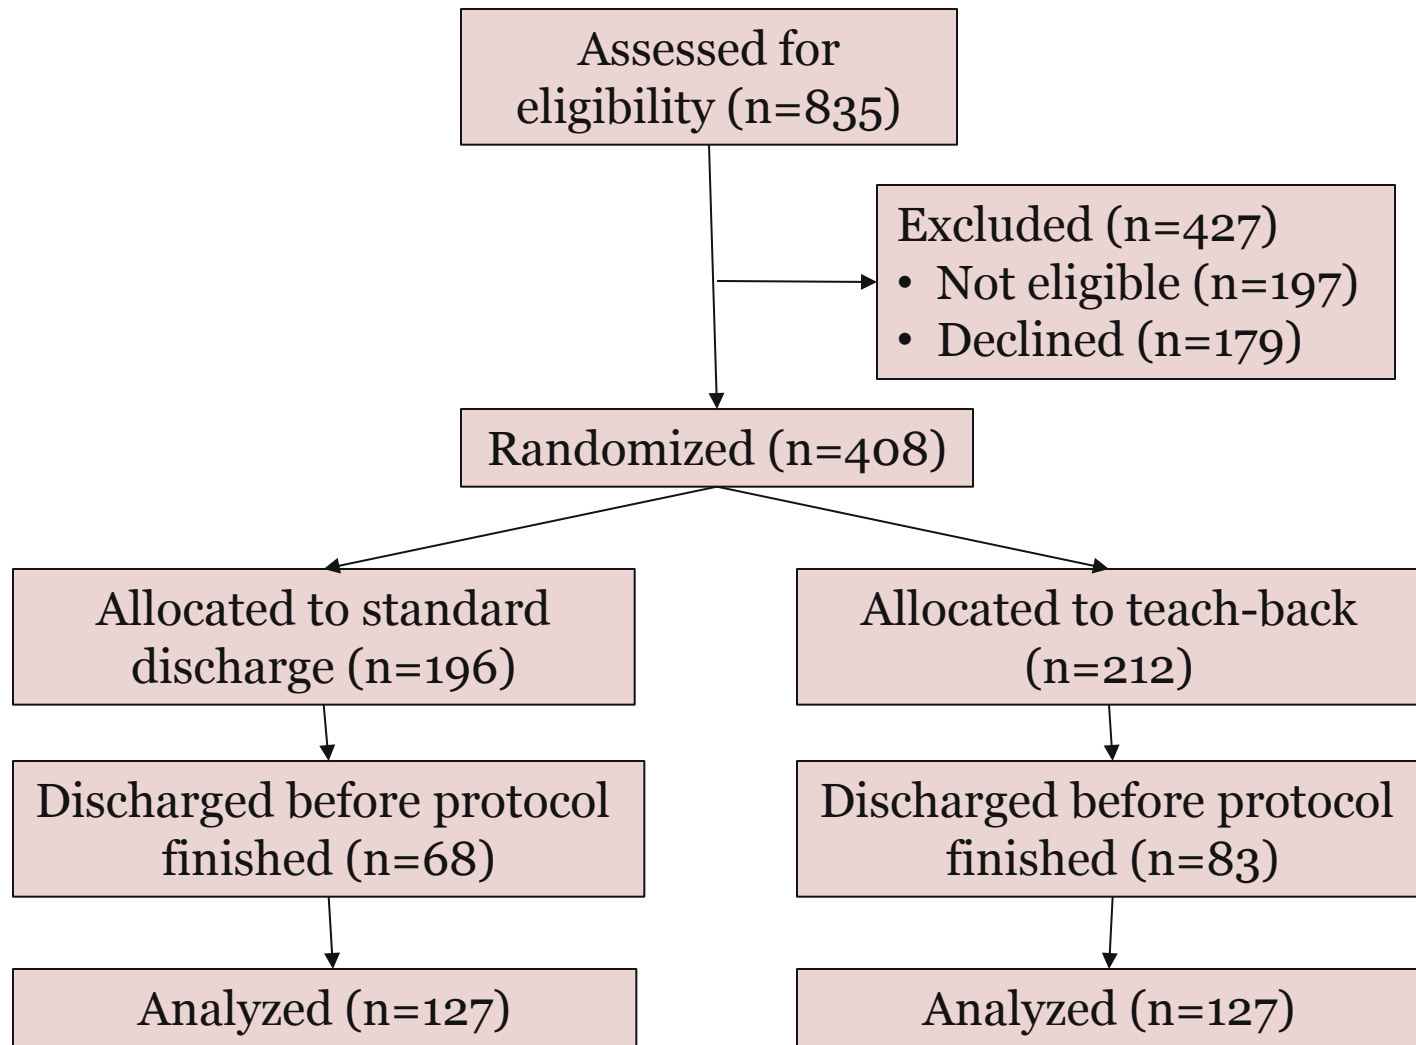 Assessed for
eligibility (n=835)
Excluded (n=427)
• Not eligible (n=197)
• Declined (n=179)
Randomized (n=408)
Allocated to standard
discharge (n=196)
Allocated to teach-back
(n=212)
Discharged before protocol
finished (n=68)
Discharged before protocol
finished (n=83)
Analyzed (n=127)
Analyzed (n=127)